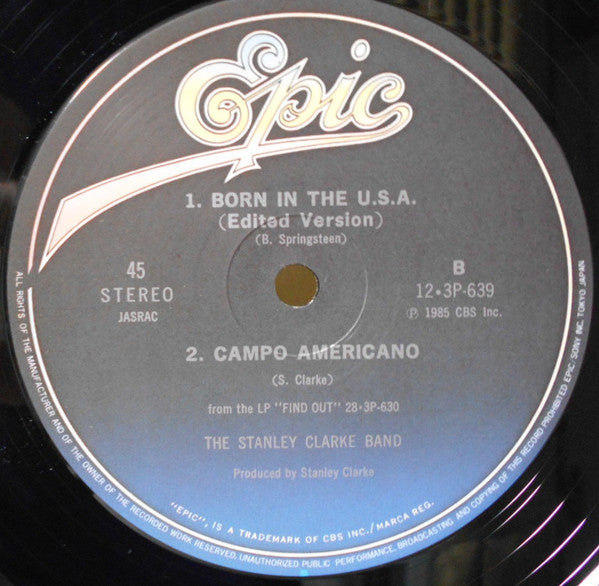 Epic
1. BORN IN THE U.S.A.
(Edited Version)
(B. Springsteen)
45
STEREO
JASRAC
B
12・3P-639
Ⓟ 1985 CBS Inc.
2. CAMPO AMERICANO
(S. Clarke)
from the LP "FIND OUT" 28・3P-630
THE STANLEY CLARKE BAND
Produced by Stanley Clarke
"EPIC", IS A TRADEMARK OF CBS INC./MARCA REG.
ALL RIGHTS OF THE MANUFACTURER AND OF THE OWNER OF THE RECORDED WORK RESERVED, UNAUTHORIZED PUBLIC PERFORMANCE, BROADCASTING AND COPYING OF THIS RECORD PROHIBITED EPIC; SONY INC. TOKYO JAPAN